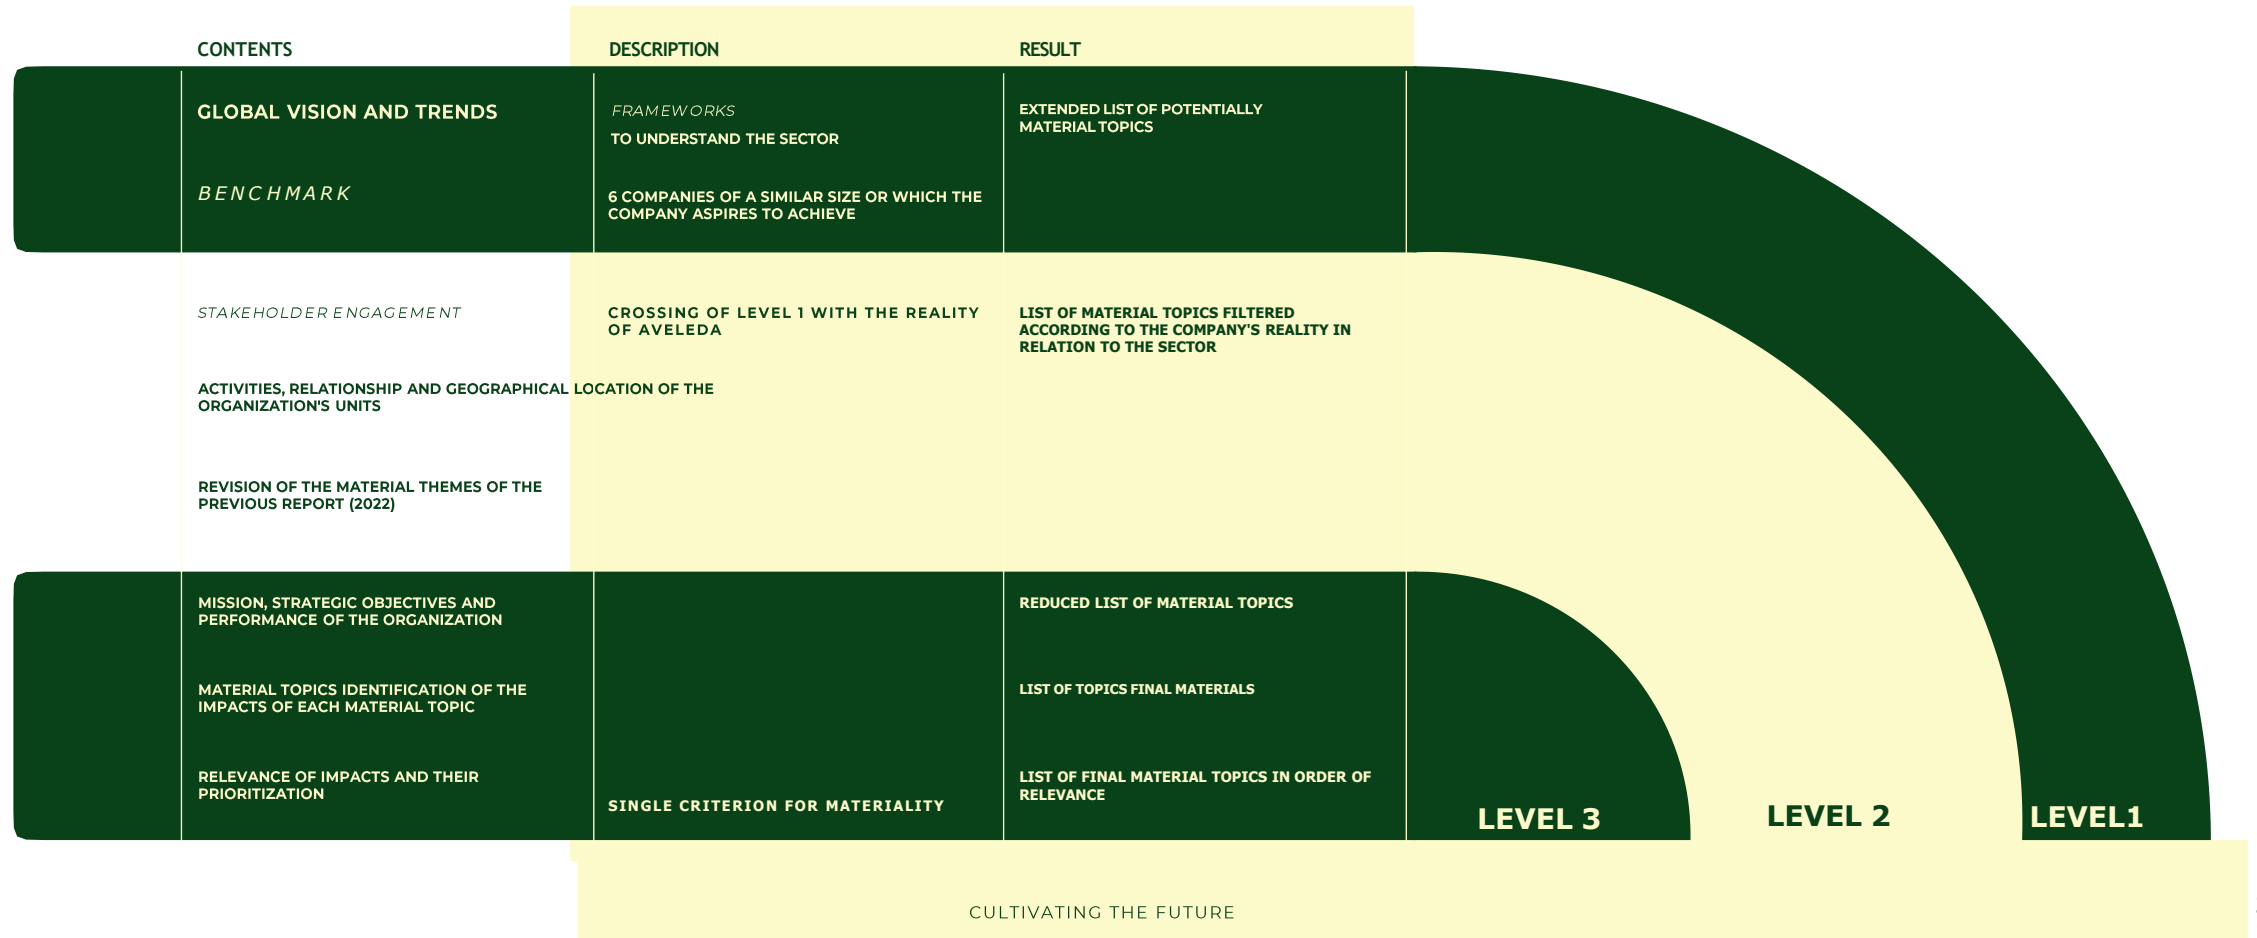 CONTENTS
DESCRIPTION
RESULT
GLOBAL VISION AND TRENDS
FRAMEWORKS
TO UNDERSTAND THE SECTOR
EXTENDED LIST OF POTENTIALLY
MATERIAL TOPICS
BENCHMARK
6 COMPANIES OF A SIMILAR SIZE OR WHICH THE
COMPANY ASPIRES TO ACHIEVE
STAKEHOLDER ENGAGEMENT
CROSSING OF LEVEL 1 WITH THE REALITY
OF AVELEDA
LIST OF MATERIAL TOPICS FILTERED
ACCORDING TO THE COMPANY'S REALITY IN
RELATION TO THE SECTOR
ACTIVITIES, RELATIONSHIP AND GEOGRAPHICAL LOCATION OF THE
ORGANIZATION'S UNITS
REVISION OF THE MATERIAL THEMES OF THE
PREVIOUS REPORT (2022)
MISSION, STRATEGIC OBJECTIVES AND
PERFORMANCE OF THE ORGANIZATION
REDUCED LIST OF MATERIAL TOPICS
MATERIAL TOPICS IDENTIFICATION OF THE
IMPACTS OF EACH MATERIAL TOPIC
LIST OF TOPICS FINAL MATERIALS
RELEVANCE OF IMPACTS AND THEIR
PRIORITIZATION
SINGLE CRITERION FOR MATERIALITY
LIST OF FINAL MATERIAL TOPICS IN ORDER OF
RELEVANCE
LEVEL 3
LEVEL 2
LEVEL1
CULTIVATING THE FUTURE